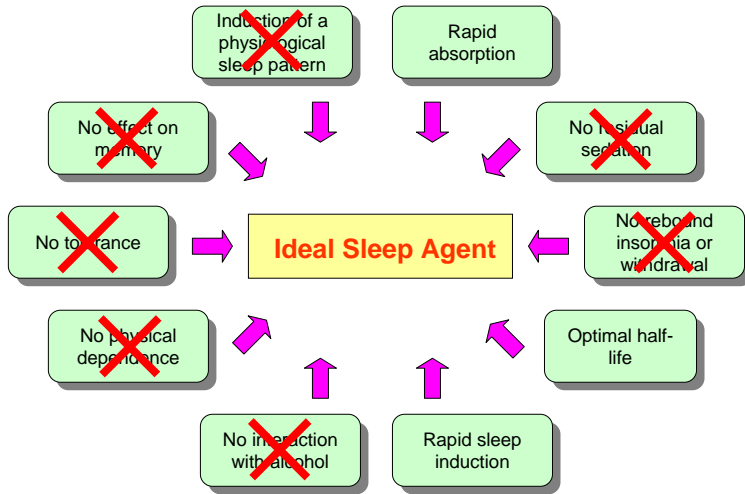 Induction of a
physiological
sleep pattern
Rapid
absorption
No effect on
memory
No residual
sedation
No tolerance
Ideal Sleep Agent
No rebound
insomnia or
withdrawal
No physical
dependence
Optimal half-
life
No interaction
with alcohol
Rapid sleep
induction